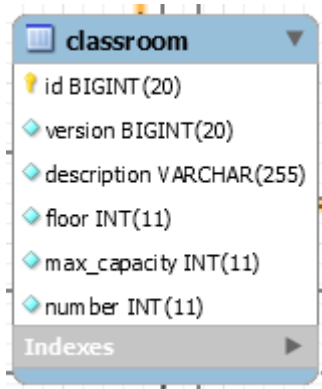 classroom
id BIGINT(20)
version BIGINT(20)
description VARCHAR(255)
floor INT(11)
max_capacity INT(11)
number INT(11)
Indexes